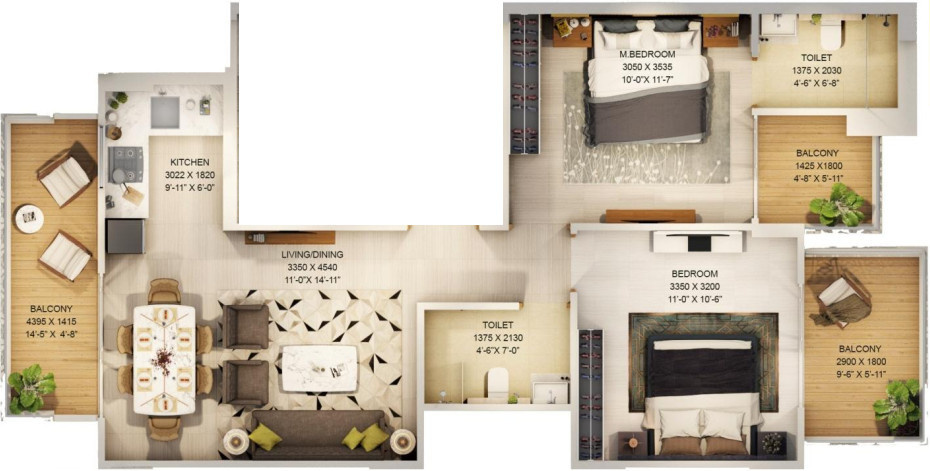 M.BEDROOM
3050 X 3535
10'-0"X 11'-7"
TOILET
1375 X 2030
4'-6" X 6'-8"
KITCHEN
3022 X 1820
9'-11" X 6'-0"
BALCONY
1425 X1800
4'-8" X 5'-11"
LIVING/DINING
3350 X 4540
11'-0"X 14'-11"
BEDROOM
3350 X 3200
11'-0" X 10'-6"
BALCONY
4395 X 1415
14'-5" X 4'-8"
TOILET
1375 X 2130
4'-6"X 7'-0"
BALCONY
2900 X 1800
9'-6" X 5'-11"